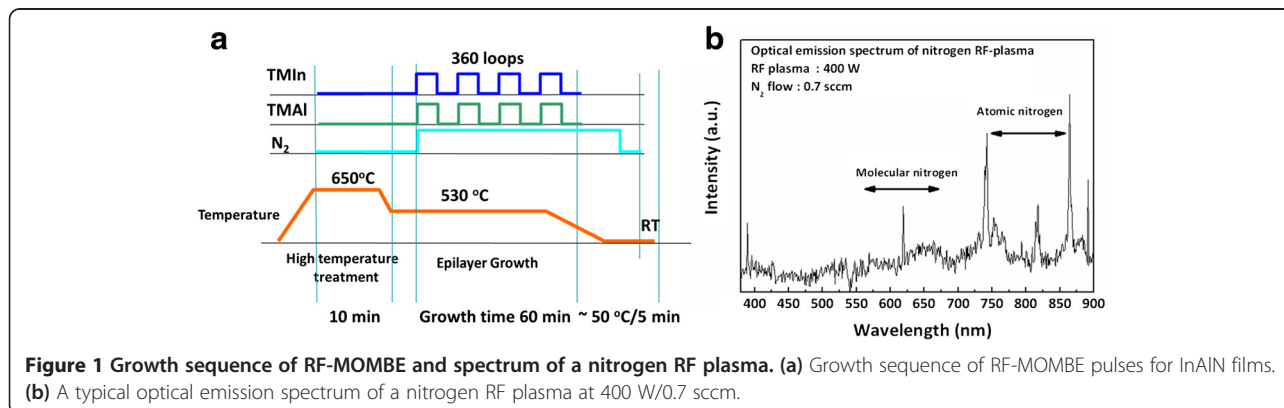 a
360 loops
TMIn
TMAl
N2
650°C
530 °C
Temperature
RT
High temperature
treatment
Epilayer Growth
10 min
Growth time 60 min
~ 50 °C/5 min
b
Optical emission spectrum of nitrogen RF-plasma
RF plasma : 400 W
N2 flow : 0.7 sccm
Atomic nitrogen
Molecular nitrogen
Intensity (a.u.)
400 450 500 550 600 650 700 750 800 850 900
Wavelength (nm)
Figure 1 Growth sequence of RF-MOMBE and spectrum of a nitrogen RF plasma. (a) Growth sequence of RF-MOMBE pulses for InAlN films.
(b) A typical optical emission spectrum of a nitrogen RF plasma at 400 W/0.7 sccm.